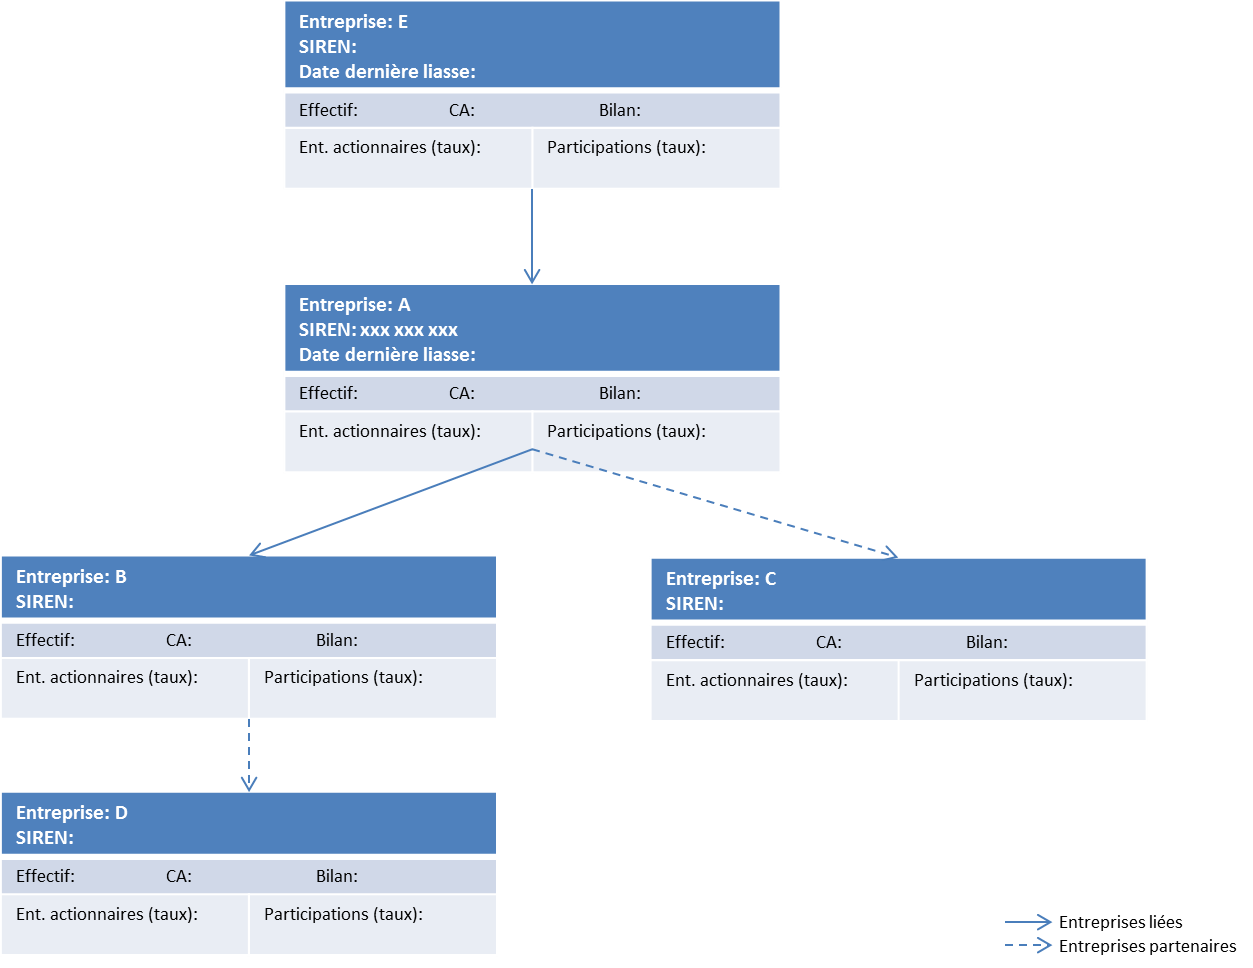 Entreprise: E
SIREN:
Date dernière liasse:
Effectif: CA: Bilan:
Ent. actionnaires (taux): Participations (taux):
Entreprise: A
SIREN: xxx xxx xxx
Date dernière liasse:
Effectif: CA: Bilan:
Ent. actionnaires (taux): Participations (taux):
Entreprise: B
SIREN:
Effectif: CA: Bilan:
Ent. actionnaires (taux): Participations (taux):
Entreprise: C
SIREN:
Effectif: CA: Bilan:
Ent. actionnaires (taux): Participations (taux):
Entreprise: D
SIREN:
Effectif: CA: Bilan:
Ent. actionnaires (taux): Participations (taux):
Entreprises liées
Entreprises partenaires